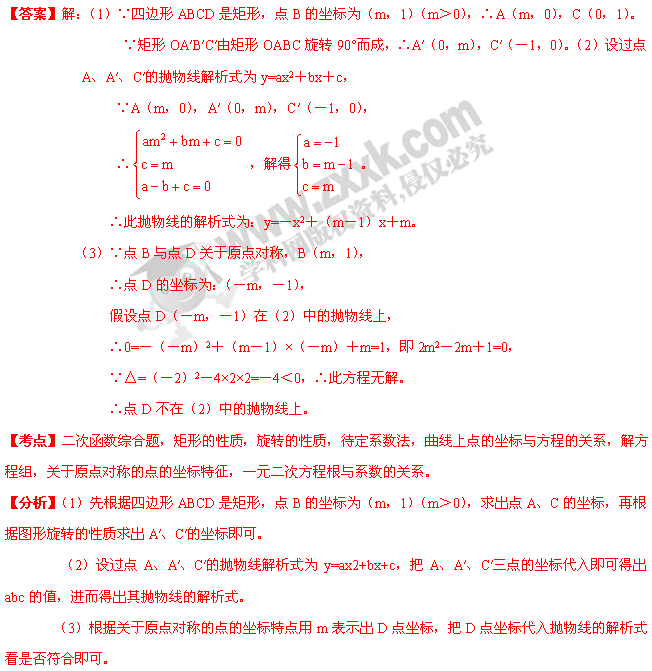 【答案】解：（1）∵四边形 ABCD 是矩形，点 B 的坐标为（m，1）（m＞0），∴A（m，0），C（0，1）。
∵矩形 OA′B′C′由矩形 OABC 旋转 90°而成，∴A′（0，m），C′（－1，0）。（2）设过点
A、A′、C′的抛物线解析式为 y=ax²＋bx＋c，
∵A（m，0），A′（0，m），C′（－1，0），
∴{am²＋bm＋c＝0 c＝m a－b＋c＝0，解得{a＝－1 b＝m－1 c＝m。
∴此抛物线的解析式为：y=－x²＋（m－1）x＋m。
（3）∵点 B 与点 D 关于原点对称，B（m，1），
∴点 D 的坐标为：（－m，－1），
假设点 D（－m，－1）在（2）中的抛物线上，
∴0=－（－m）²＋（m－1）×（－m）＋m=1，即 2m²－2m＋1=0，
∵△=（－2）²－4×2×2=－4＜0，∴此方程无解。
∴点 D 不在（2）中的抛物线上。
【考点】二次函数综合题，矩形的性质，旋转的性质，待定系数法，曲线上点的坐标与方程的关系，解方
程组，关于原点对称的点的坐标特征，一元二次方程根与系数的关系。
【分析】（1）先根据四边形 ABCD 是矩形，点 B 的坐标为（m，1）（m＞0），求出点 A、C 的坐标，再根
据图形旋转的性质求出 A′、C′的坐标即可。
（2）设过点 A、A′、C′的抛物线解析式为 y=ax2+bx+c，把 A、A′、C′三点的坐标代入即可得出
abc 的值，进而得出其抛物线的解析式。
（3）根据关于原点对称的点的坐标特点用 m 表示出 D 点坐标，把 D 点坐标代入抛物线的解析式
看是否符合即可。
www.zxxk.com
学科网版权资料，侵仅必究